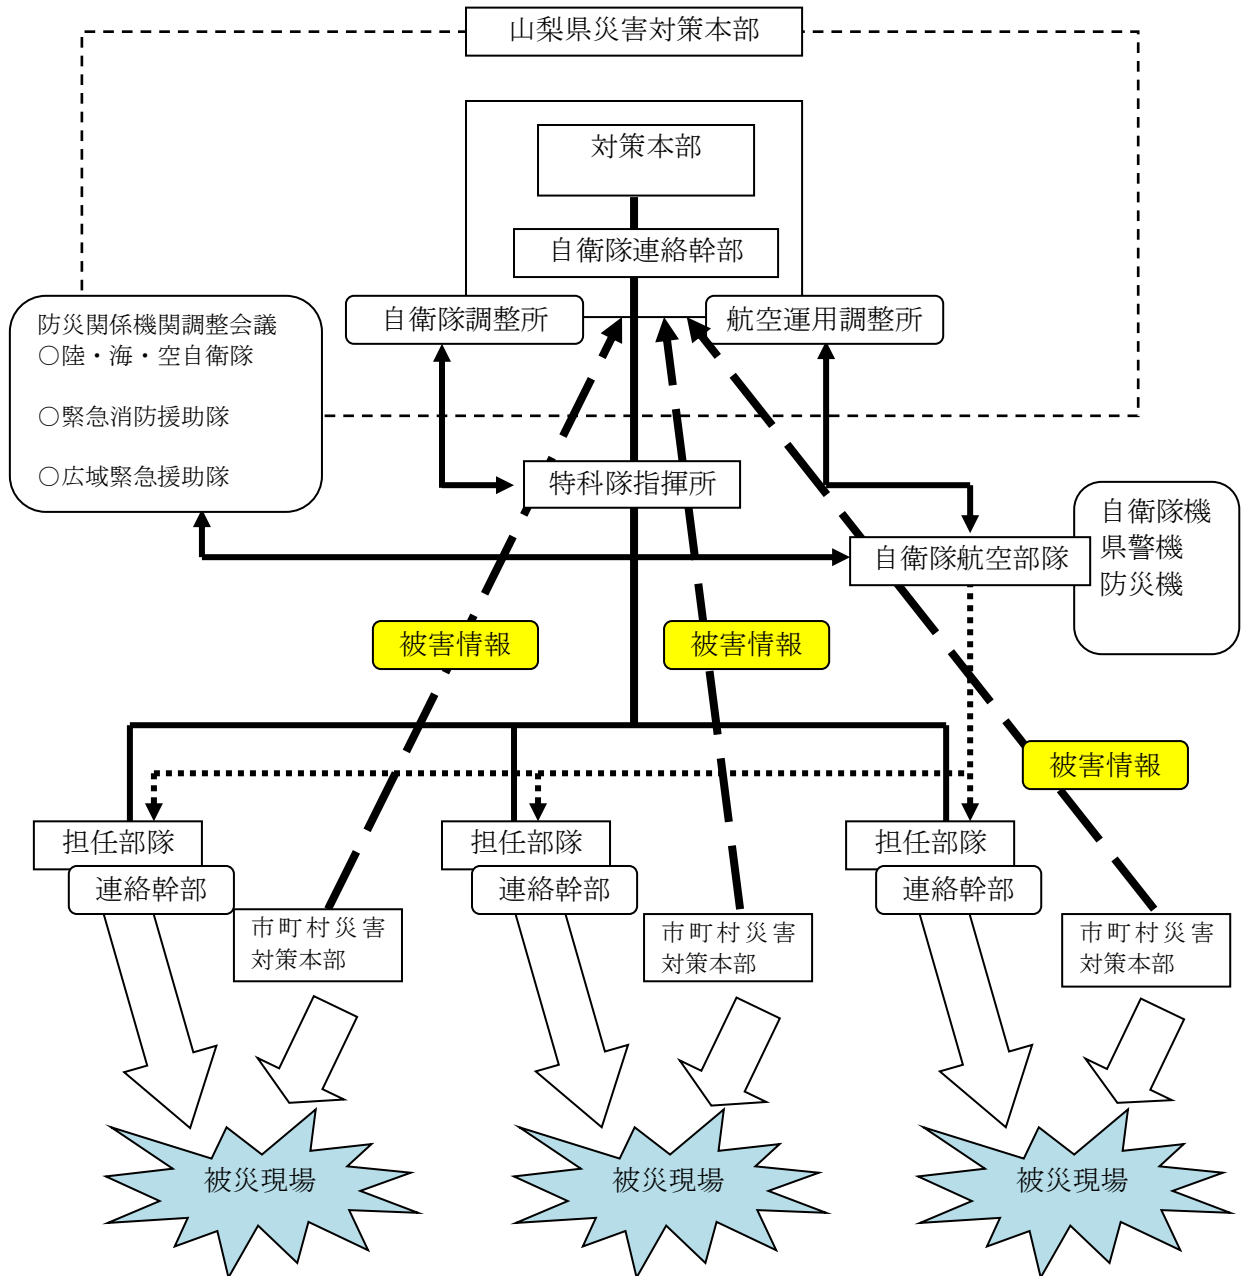 山梨県災害対策本部
対策本部
自衛隊連絡幹部
自衛隊調整所
航空運用調整所
防災関係機関調整会議
○陸・海・空自衛隊
○緊急消防援助隊
○広域緊急援助隊
特科隊指揮所
自衛隊航空部隊
自衛隊機
県警機
防災機
被害情報
被害情報
被害情報
担任部隊
連絡幹部
市町村災害
対策本部
担任部隊
連絡幹部
市町村災害
対策本部
担任部隊
連絡幹部
市町村災害
対策本部
被災現場
被災現場
被災現場